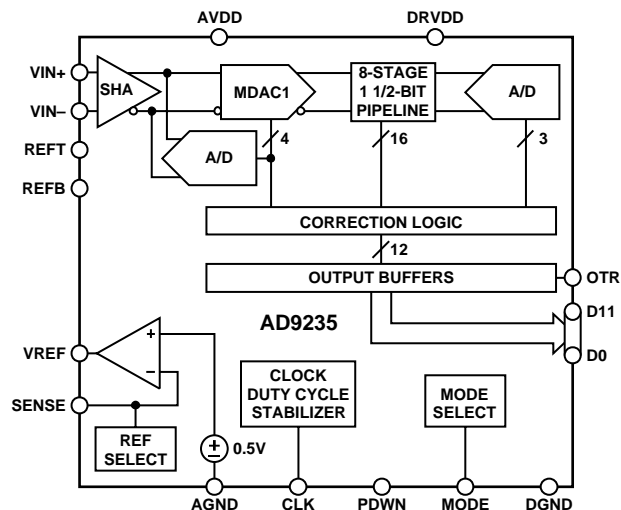 AVDD
DRVDD
VIN+
VIN–
REFT
REFB
SHA
MDAC1
8-STAGE
1 1/2-BIT
PIPELINE
A/D
A/D
4
16
3
CORRECTION LOGIC
12
OUTPUT BUFFERS
OTR
D11
D0
AD9235
VREF
SENSE
+
–
REF
SELECT
0.5V
CLOCK
DUTY CYCLE
STABILIZER
MODE
SELECT
AGND
CLK
PDWN
MODE
DGND